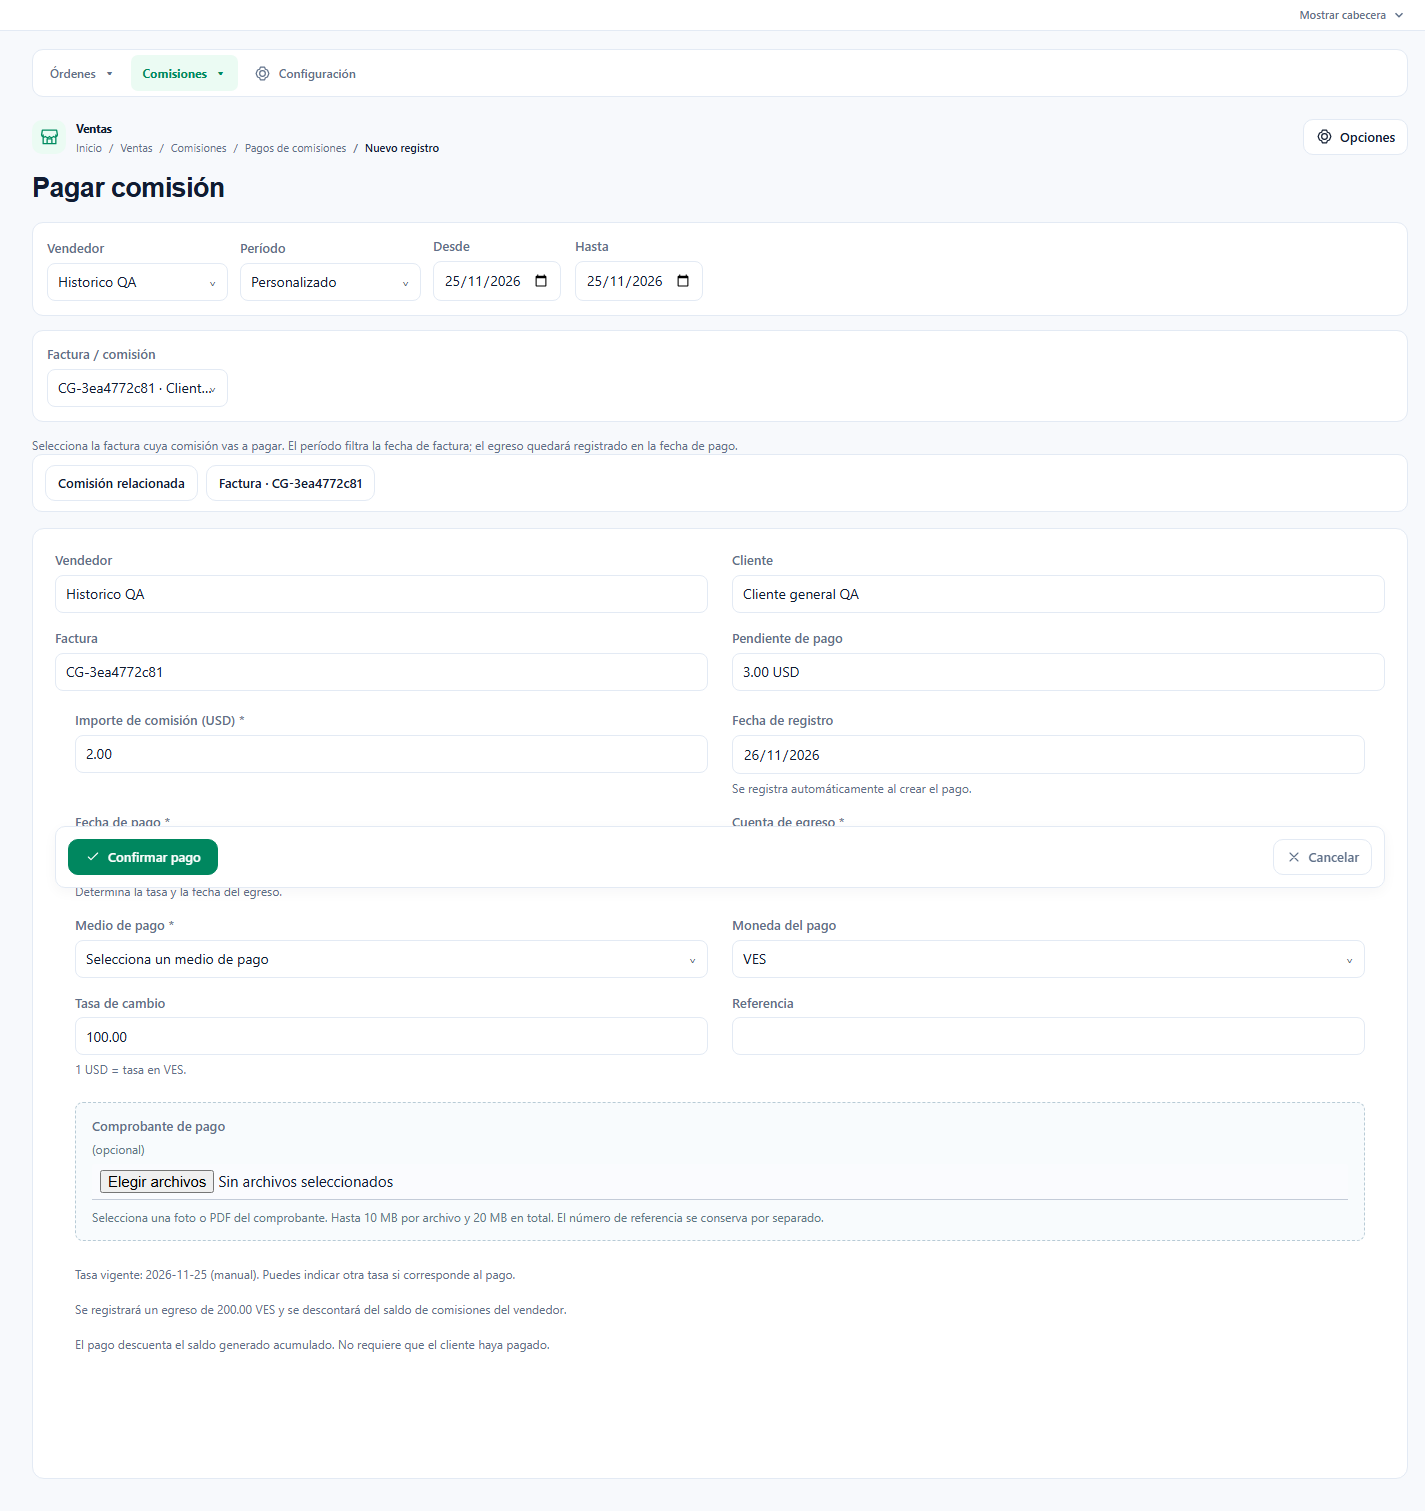 Mostrar cabecera
Órdenes
Comisiones
Configuración
Ventas
Inicio / Ventas / Comisiones / Pagos de comisiones / Nuevo registro
Opciones
Pagar comisión
Vendedor
Período
Desde
Hasta
Historico QA
Personalizado
25/11/2026
25/11/2026
Factura / comisión
CG-3ea4772c81 · Client...
Selecciona la factura cuya comisión vas a pagar. El período filtra la fecha de factura; el egreso quedará registrado en la fecha de pago.
Comisión relacionada
Factura · CG-3ea4772c81
Vendedor
Cliente
Historico QA
Cliente general QA
Factura
Pendiente de pago
CG-3ea4772c81
3.00 USD
Importe de comisión (USD) *
Fecha de registro
2.00
26/11/2026
Se registra automáticamente al crear el pago.
Fecha de pago *
Cuenta de egreso *
Confirmar pago
Cancelar
Determina la tasa y la fecha del egreso.
Medio de pago *
Moneda del pago
Selecciona un medio de pago
VES
Tasa de cambio
Referencia
100.00
1 USD = tasa en VES.
Comprobante de pago
(opcional)
Elegir archivos Sin archivos seleccionados
Selecciona una foto o PDF del comprobante. Hasta 10 MB por archivo y 20 MB en total. El número de referencia se conserva por separado.
Tasa vigente: 2026-11-25 (manual). Puedes indicar otra tasa si corresponde al pago.
Se registrará un egreso de 200.00 VES y se descontará del saldo de comisiones del vendedor.
El pago descuenta el saldo generado acumulado. No requiere que el cliente haya pagado.